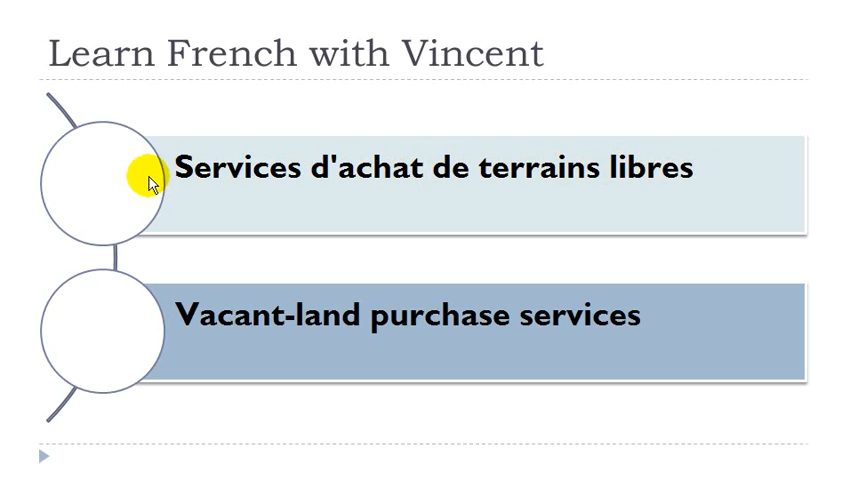 Learn French with Vincent
Services d'achat de terrains libres
Vacant-land purchase services